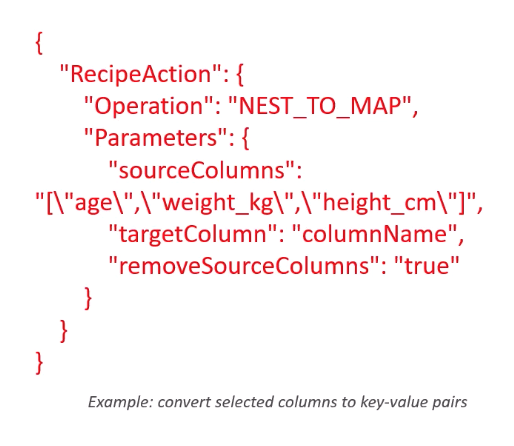 {
"RecipeAction": {
"Operation": "NEST_TO_MAP",
"Parameters": {
"sourceColumns":
"[\"age\",\"weight_kg\",\"height_cm\"]",
"targetColumn": "columnName",
"removeSourceColumns": "true"
}
}
}
Example: convert selected columns to key-value pairs